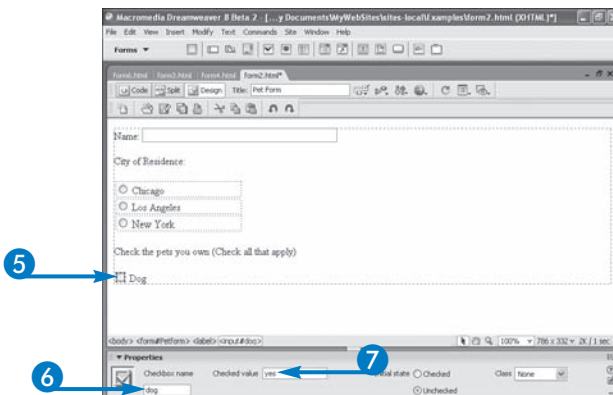 Macromedia Dreamweaver 8 Beta 2 - [...y Documents\MyWebSites\sites-local\Examples\form2.html (XHTML)*]
File Edit View Insert Modify Text Commands Site Window Help
Forms
Form4.html Form2.html*
Code Split Design Title: Pet Form
Name:
City of Residence:
Chicago
Los Angeles
New York
Check the pets you own (Check all that apply)
5
Dog
<body> <form#Petform> <label> <input#dog> 100% 786 x 332 2K / 1 sec
Properties
7
Checkbox name Checked value yes Initial state Checked Class None
6
dog Unchecked